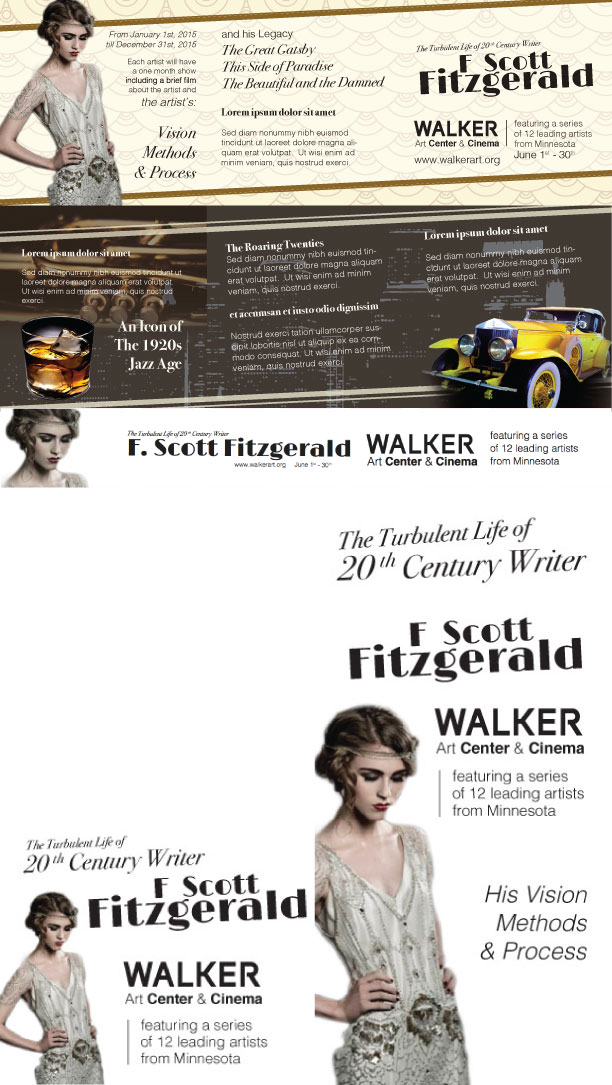 From January 1st, 2015
till December 31st, 2015
Each artist will have
a one month show
including a brief film
about the artist and
the artist's:
Vision
Methods
& Process
and his Legacy
The Great Gatsby
This Side of Paradise
The Beautiful and the Damned
Lorem ipsum dolor sit amet
Sed diam nonummy nibh euismod
tincidunt ut laoreet dolore magna ali-
quam erat volutpat. Ut wisi enim ad
minim veniam, quis nostrud exerci.
The Turbulent Life of 20th Century Writer
F Scott
Fitzgerald
WALKER
Art Center & Cinema
www.walkerart.org
featuring a series
of 12 leading artists
from Minnesota
June 1st - 30th
Lorem ipsum dolor sit amet
Sed diam nonummy nibh euismod tincidunt ut
laoreet dolore magna aliquam erat volutpat.
Ut wisi enim ad minim veniam, quis nostrud
exerci.
An Icon of
The 1920s
Jazz Age
The Roaring Twenties
Sed diam nonummy nibh euismod tin-
cidunt ut laoreet dolore magna aliquam
erat volutpat. Ut wisi enim ad minim
veniam, quis nostrud exerci.
et accumsan et iusto odio dignissim
Nostrud exerci tation ullamcorper sus-
cipit lobortis nisl ut aliquip ex ea com-
modo consequat. Ut wisi enim ad minim
veniam, quis nostrud exerci.
Lorem ipsum dolor sit amet
Sed diam nonummy nibh euismod tin-
cidunt ut laoreet dolore magna aliquam
erat volutpat. Ut wisi enim ad minim
veniam, quis nostrud exerci.
The Turbulent Life of 20th Century Writer
F. Scott Fitzgerald
www.walkerart.org June 1st - 30th
WALKER
Art Center & Cinema
featuring a series
of 12 leading artists
from Minnesota
The Turbulent Life of
20th Century Writer
F Scott
Fitzgerald
WALKER
Art Center & Cinema
featuring a series
of 12 leading artists
from Minnesota
His Vision
Methods
& Process
The Turbulent Life of
20th Century Writer
F Scott
Fitzgerald
WALKER
Art Center & Cinema
featuring a series
of 12 leading artists
from Minnesota